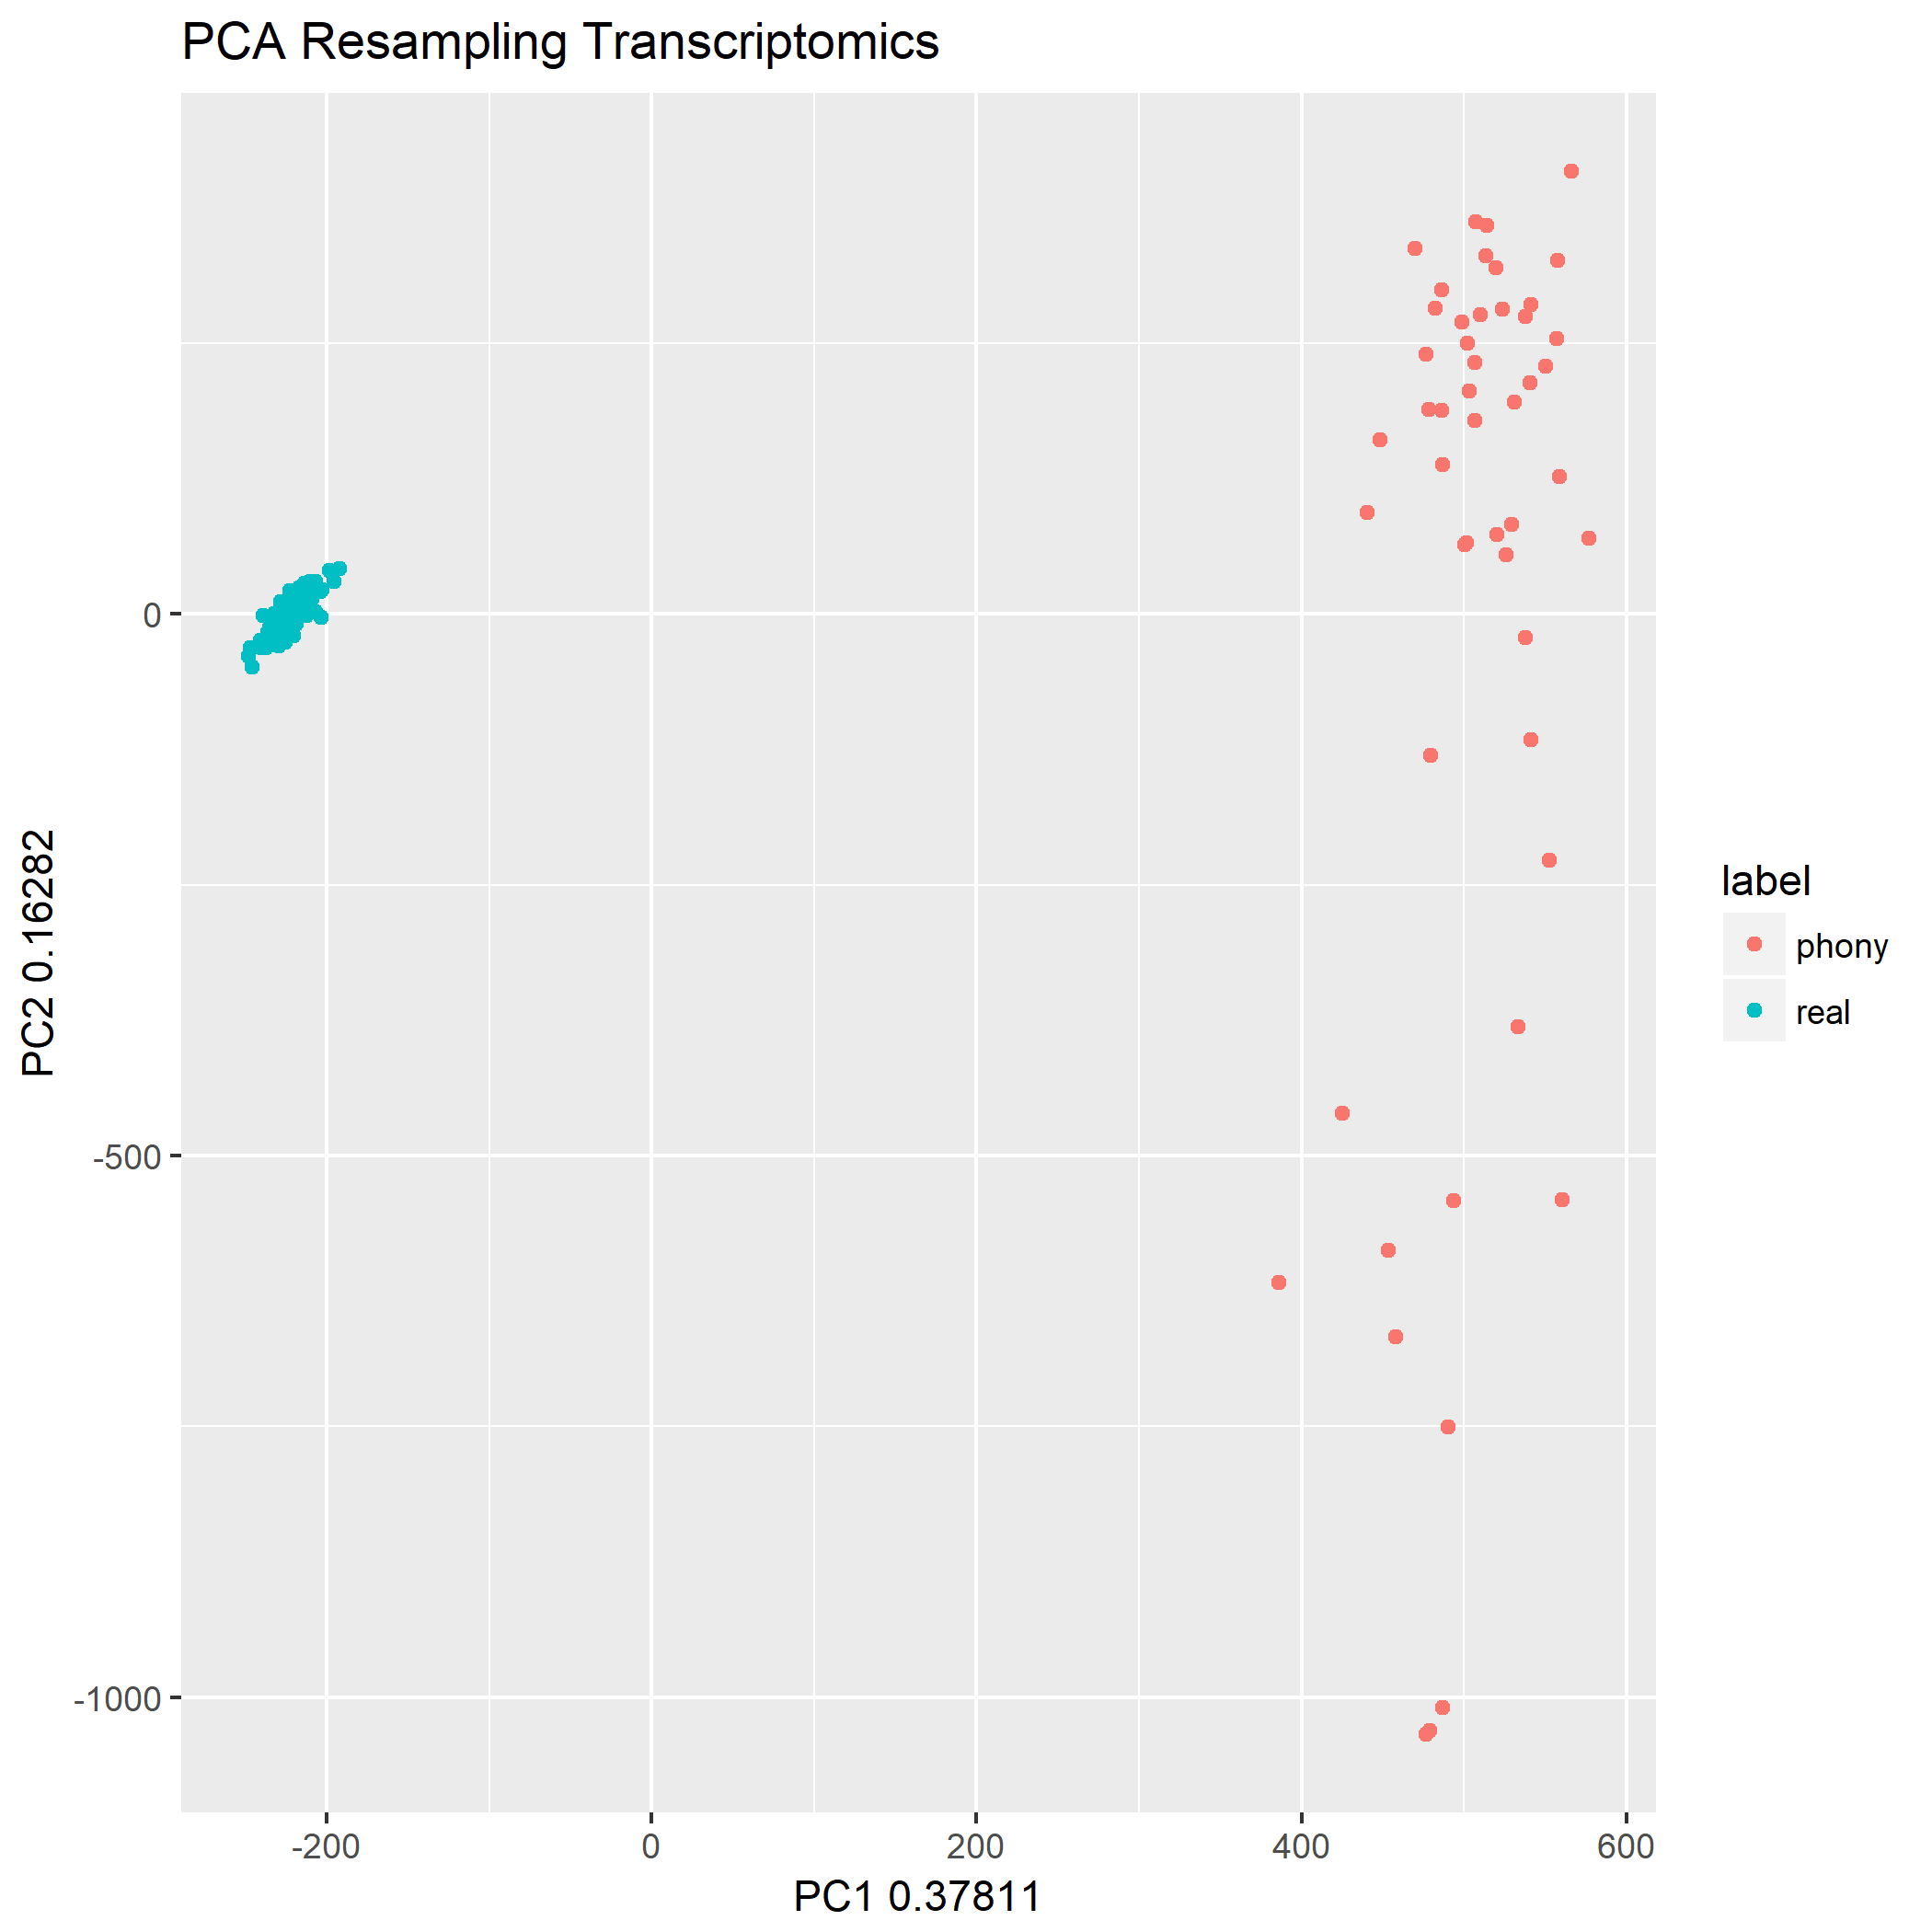 PCA Resampling Transcriptomics
0
-500
-1000
PC2 0.16282
-200
0
200
400
600
PC1 0.37811
label
phony
real